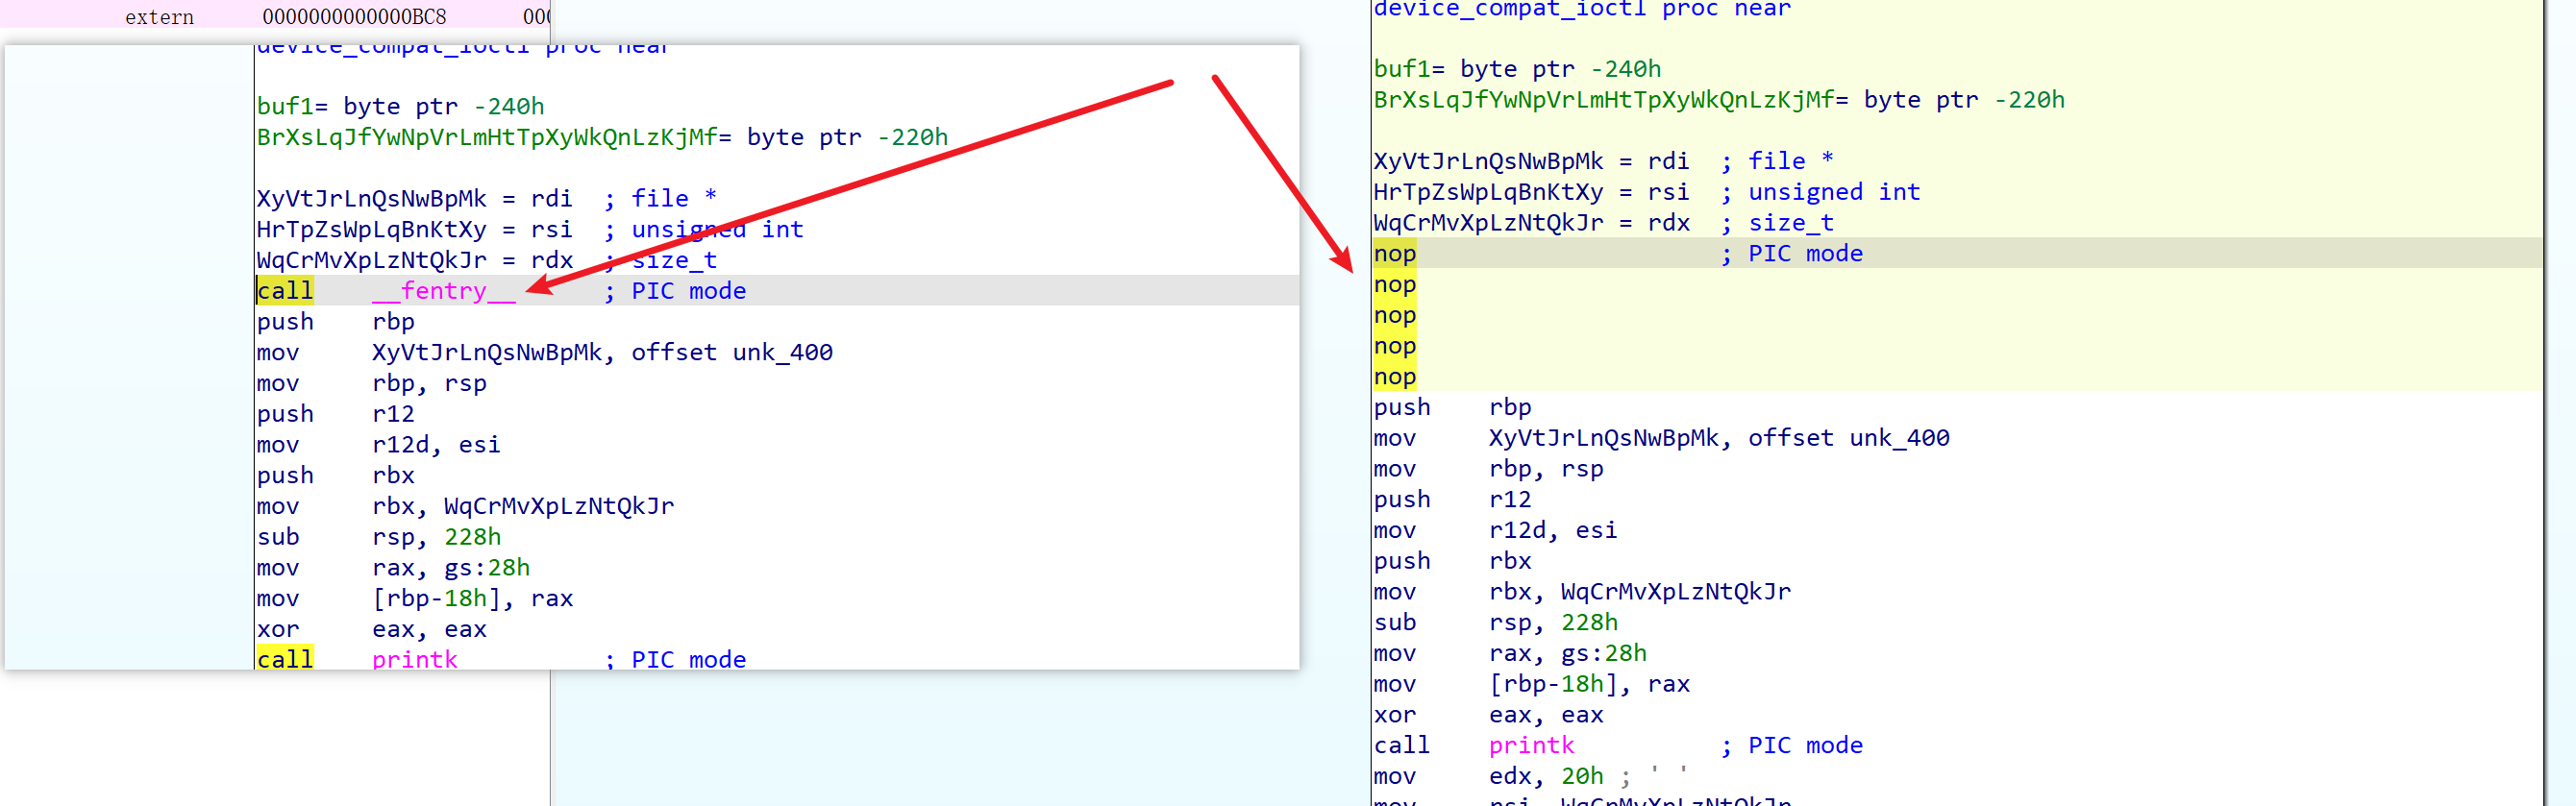 extern 0000000000000BC8 000
device_compat_ioctl proc near
buf1= byte ptr -240h
BrXsLqJfYwNpVrLmHtTpXyWkQnLzKjMf= byte ptr -220h
XyVtJrLnQsNwBpMk = rdi ; file *
HrTpZsWpLqBnKtXy = rsi ; unsigned int
WqCrMvXpLzNtQkJr = rdx ; size_t
call __fentry__ ; PIC mode
push rbp
mov XyVtJrLnQsNwBpMk, offset unk_400
mov rbp, rsp
push r12
mov r12d, esi
push rbx
mov rbx, WqCrMvXpLzNtQkJr
sub rsp, 228h
mov rax, gs:28h
mov [rbp-18h], rax
xor eax, eax
call printk ; PIC mode
device_compat_ioctl proc near
buf1= byte ptr -240h
BrXsLqJfYwNpVrLmHtTpXyWkQnLzKjMf= byte ptr -220h
XyVtJrLnQsNwBpMk = rdi ; file *
HrTpZsWpLqBnKtXy = rsi ; unsigned int
WqCrMvXpLzNtQkJr = rdx ; size_t
nop ; PIC mode
nop
nop
nop
nop
push rbp
mov XyVtJrLnQsNwBpMk, offset unk_400
mov rbp, rsp
push r12
mov r12d, esi
push rbx
mov rbx, WqCrMvXpLzNtQkJr
sub rsp, 228h
mov rax, gs:28h
mov [rbp-18h], rax
xor eax, eax
call printk ; PIC mode
mov edx, 20h ; ' '
mov rsi, WqCrMvXpLzNtQkJr